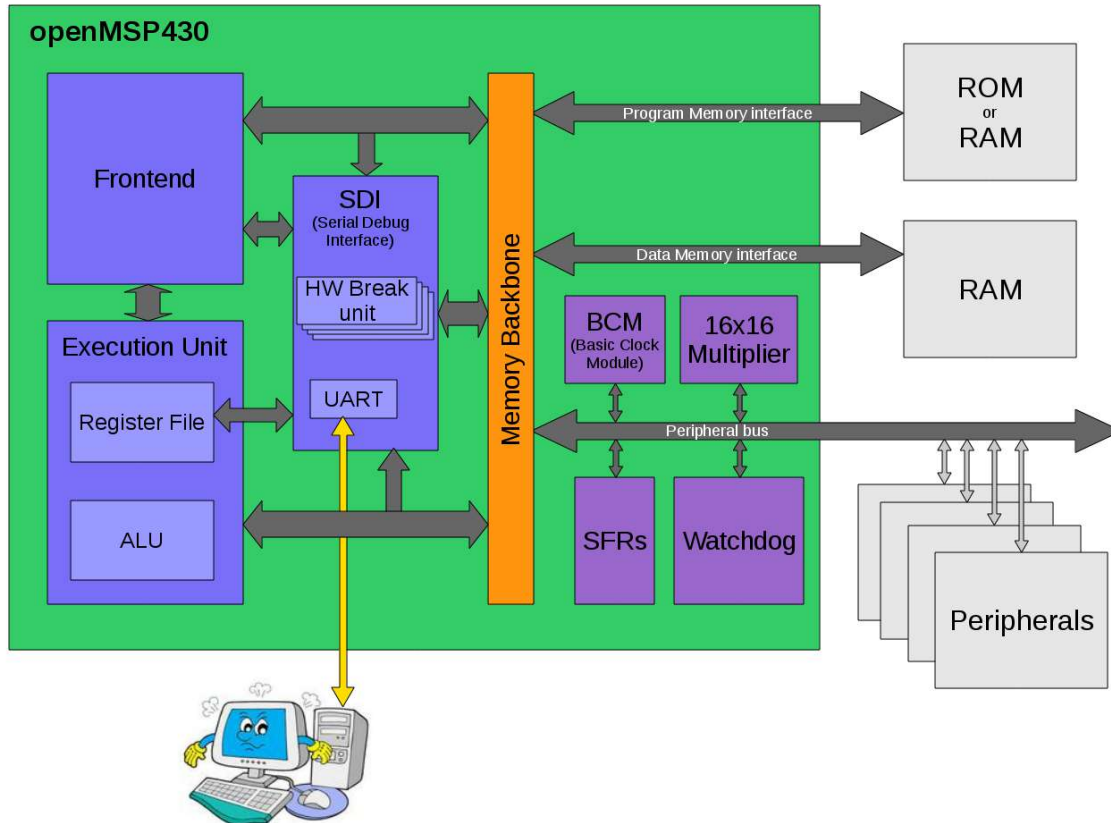 openMSP430
Frontend
SDI
(Serial Debug
Interface)
HW Break
unit
UART
Execution Unit
Register File
ALU
Memory Backbone
Program Memory interface
ROM
or
RAM
Data Memory interface
RAM
BCM
(Basic Clock
Module)
16x16
Multiplier
Peripheral bus
SFRs
Watchdog
Peripherals